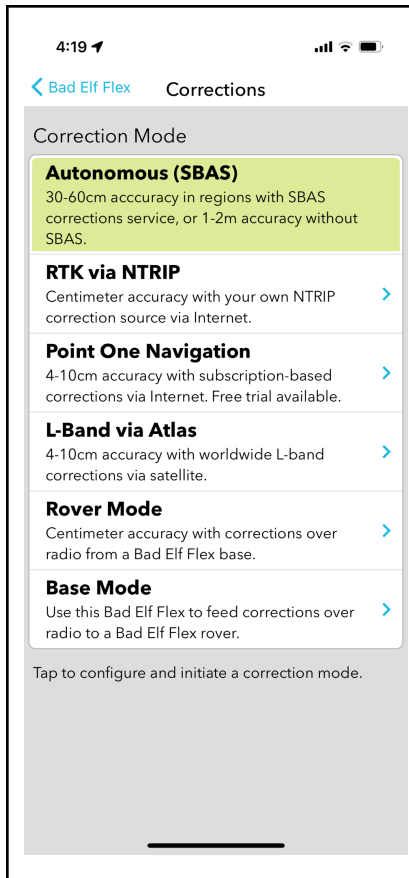 4:19
Bad Elf Flex
Corrections
Correction Mode
Autonomous (SBAS)
30-60cm acccuracy in regions with SBAS
corrections service, or 1-2m accuracy without
SBAS.
RTK via NTRIP
Centimeter accuracy with your own NTRIP
correction source via Internet.
Point One Navigation
4-10cm accuracy with subscription-based
corrections via Internet. Free trial available.
L-Band via Atlas
4-10cm accuracy with worldwide L-band
corrections via satellite.
Rover Mode
Centimeter accuracy with corrections over
radio from a Bad Elf Flex base.
Base Mode
Use this Bad Elf Flex to feed corrections over
radio to a Bad Elf Flex rover.
Tap to configure and initiate a correction mode.